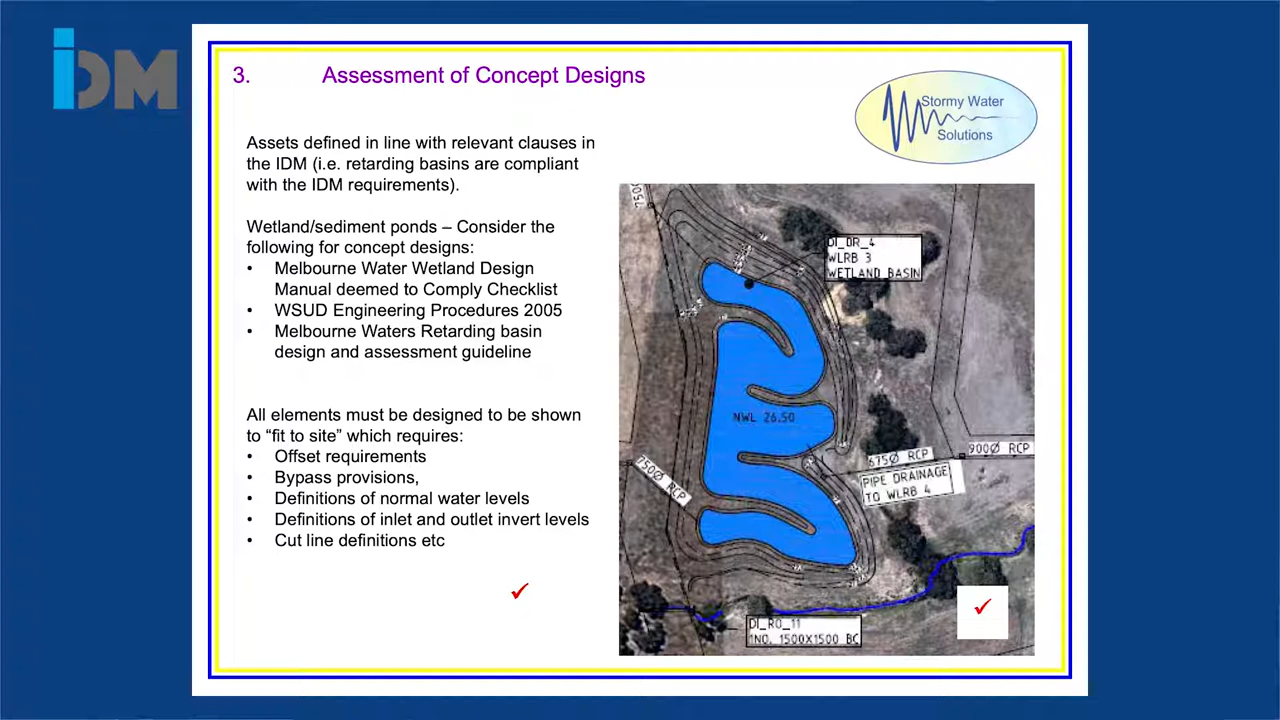 iDM
3. Assessment of Concept Designs
Stormy Water
Solutions
Assets defined in line with relevant clauses in
the IDM (i.e. retarding basins are compliant
with the IDM requirements).
Wetland/sediment ponds – Consider the
following for concept designs:
• Melbourne Water Wetland Design
Manual deemed to Comply Checklist
• WSUD Engineering Procedures 2005
• Melbourne Waters Retarding basin
design and assessment guideline
All elements must be designed to be shown
to “fit to site” which requires:
• Offset requirements
• Bypass provisions,
• Definitions of normal water levels
• Definitions of inlet and outlet invert levels
• Cut line definitions etc
✓
DI_DR_4
WLRB 3
WETLAND BASIN
NWL 26.50
750Ø RCP
675Ø RCP
900Ø RCP
PIPE DRAINAGE
TO WLRB 4
✓
DI_RO_11
1NO. 1500X1500 BC